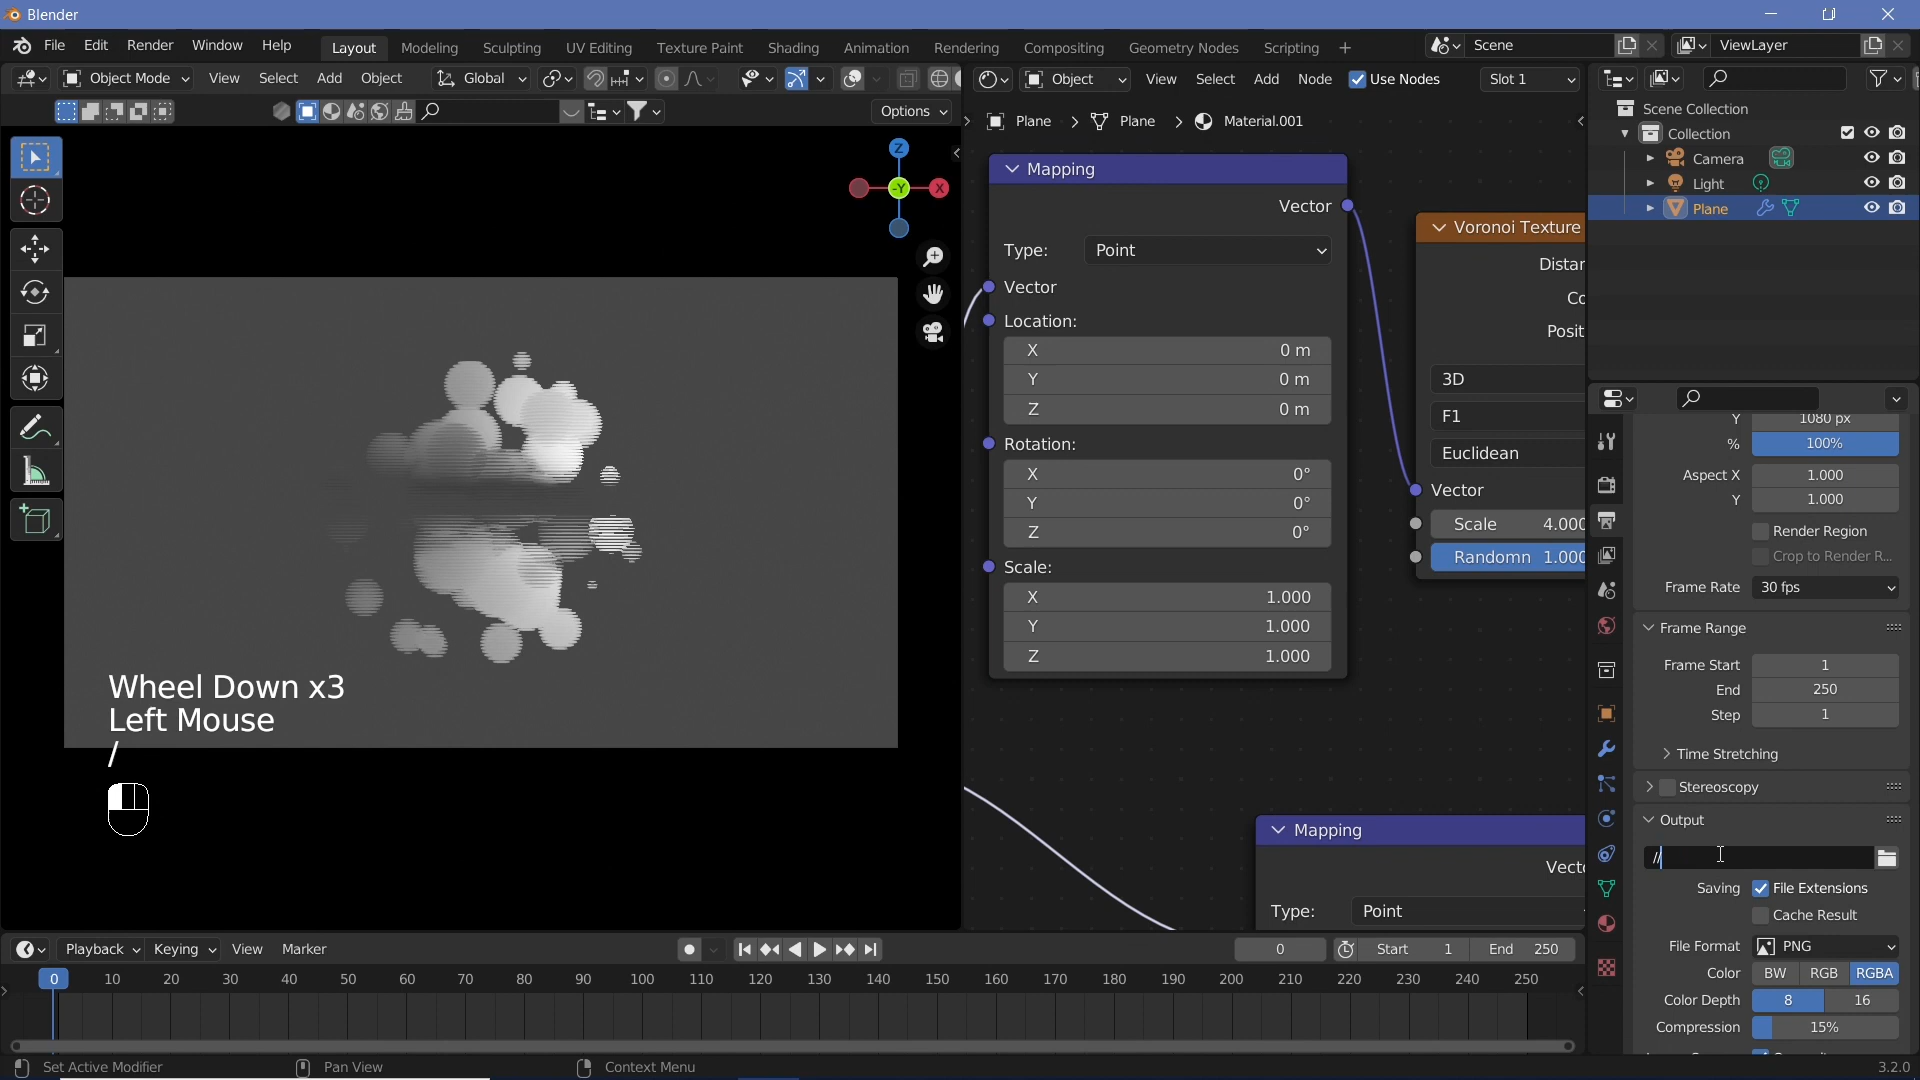 Blender
File Edit Render Window Help Layout Modeling Sculpting UV Editing Texture Paint Shading Animation Rendering Compositing Geometry Nodes Scripting + Scene ViewLayer
Object Mode View Select Add Object Global Object View Select Add Node Object Use Nodes Slot 1
Options
Plane > Plane > Material.001
Scene Collection
Collection
Camera
Light
Plane
Z
-Y X
Mapping
Vector
Type: Point
Vector
Location:
X 0 m
Y 0 m
Z 0 m
Rotation:
X 0°
Y 0°
Z 0°
Scale:
X 1.000
Y 1.000
Z 1.000
Voronoi Texture
3D
F1
Euclidean
Vector
Scale 4.000
Randomn 1.000
Mapping
Type: Point
Y 1080 px
% 100%
Aspect X 1.000
Y 1.000
Render Region
Crop to Render R...
Frame Rate 30 fps
Frame Range
Frame Start 1
End 250
Step 1
Time Stretching
Stereoscopy
Output
//
Saving File Extensions
Cache Result
File Format PNG
Color BW RGB RGBA
Color Depth 8 16
Compression 15%
Wheel Down x3
Left Mouse
/
Playback Keying View Marker 0 Start 1 End 250
0 10 20 30 40 50 60 70 80 90 100 110 120 130 140 150 160 170 180 190 200 210 220 230 240 250
Set Active Modifier Pan View Context Menu 3.2.0